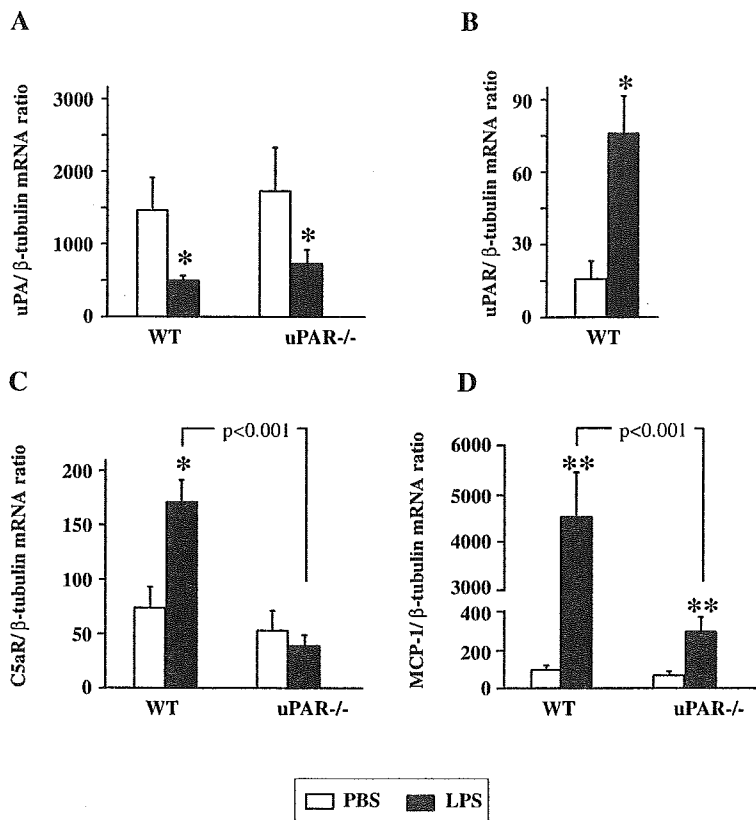 A
uPA/ β-tubulin mRNA ratio
3000
2000
1000
0
*
*
WT
uPAR-/-
B
uPAR/ β-tubulin mRNA ratio
90
60
30
0
*
WT
C
C5aR/ β-tubulin mRNA ratio
200
150
100
50
0
*
p<0.001
WT
uPAR-/-
D
MCP-1/ β-tubulin mRNA ratio
6000
5000
4000
3000
400
200
0
**
**
p<0.001
WT
uPAR-/-
PBS
LPS